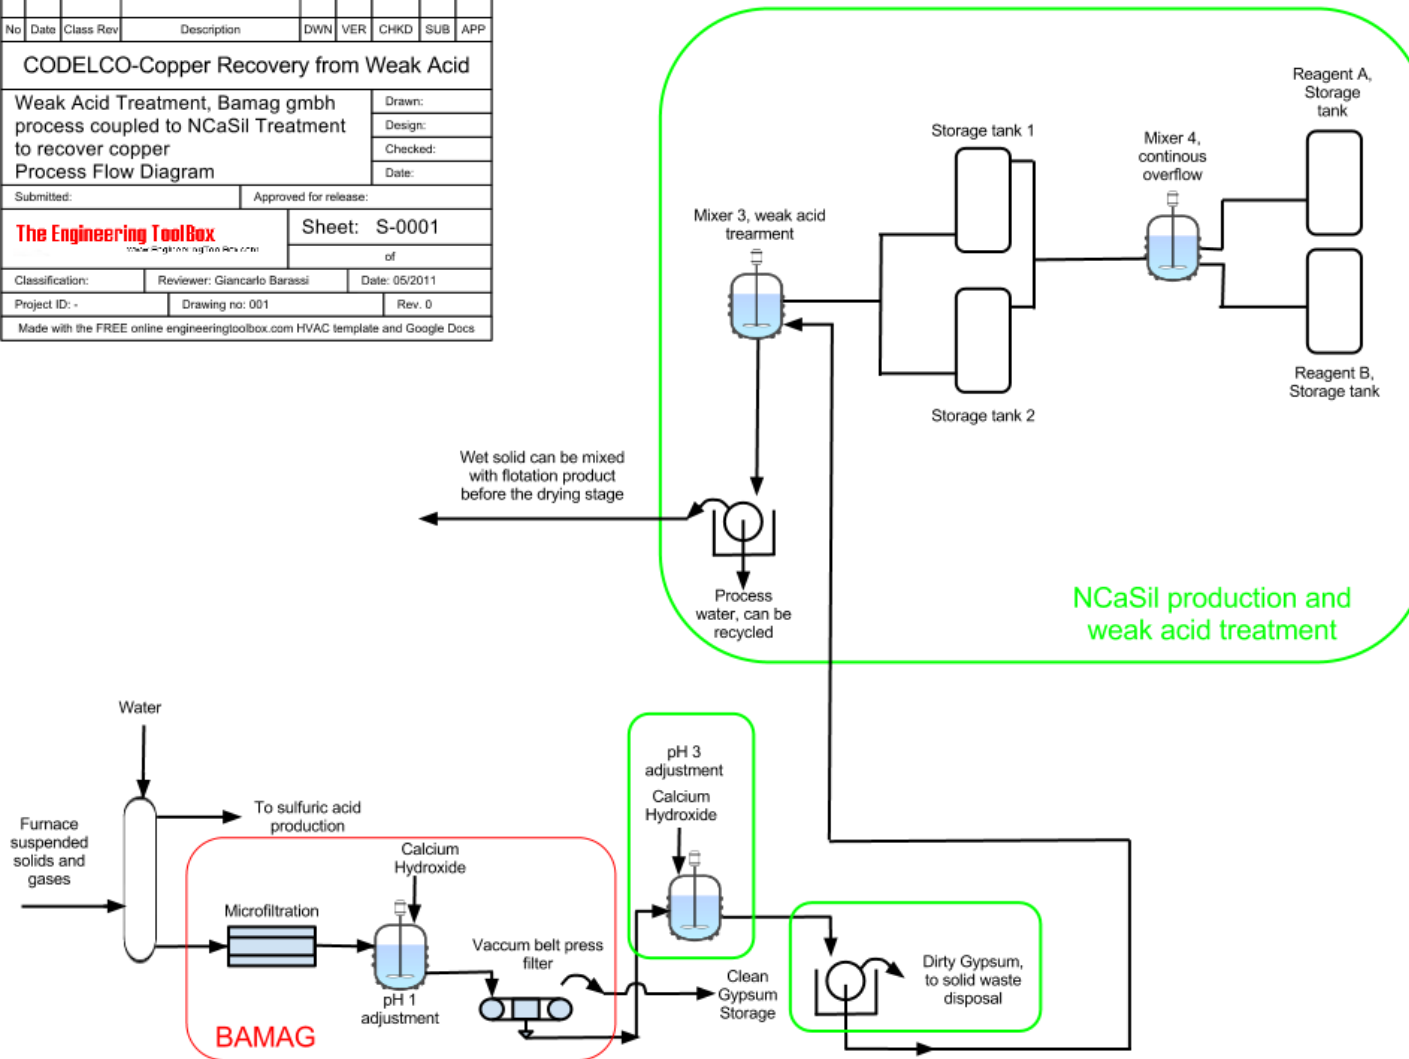 No Date Class Rev Description DWN VER CHKD SUB APP
CODELCO-Copper Recovery from Weak Acid
Weak Acid Treatment, Bamag gmbh
process coupled to NCaSil Treatment
to recover copper
Process Flow Diagram
Drawn:
Design:
Checked:
Date:
Submitted:
Approved for release:
The Engineering ToolBox
www.EngineeringToolBox.com
Sheet: S-0001
of
Classification:
Reviewer: Giancarlo Barassi
Date: 05/2011
Project ID: -
Drawing no: 001
Rev. 0
Made with the FREE online engineeringtoolbox.com HVAC template and Google Docs
Reagent A,
Storage
tank
Storage tank 1
Mixer 4,
continous
overflow
Mixer 3, weak acid
trearment
Reagent B,
Storage tank
Storage tank 2
Wet solid can be mixed
with flotation product
before the drying stage
Process
water, can be
recycled
NCaSil production and
weak acid treatment
Water
To sulfuric acid
production
Furnace
suspended
solids and
gases
pH 3
adjustment
Calcium
Hydroxide
Calcium
Hydroxide
Microfiltration
pH 1
adjustment
Vaccum belt press
filter
Clean
Gypsum
Storage
Dirty Gypsum,
to solid waste
disposal
BAMAG